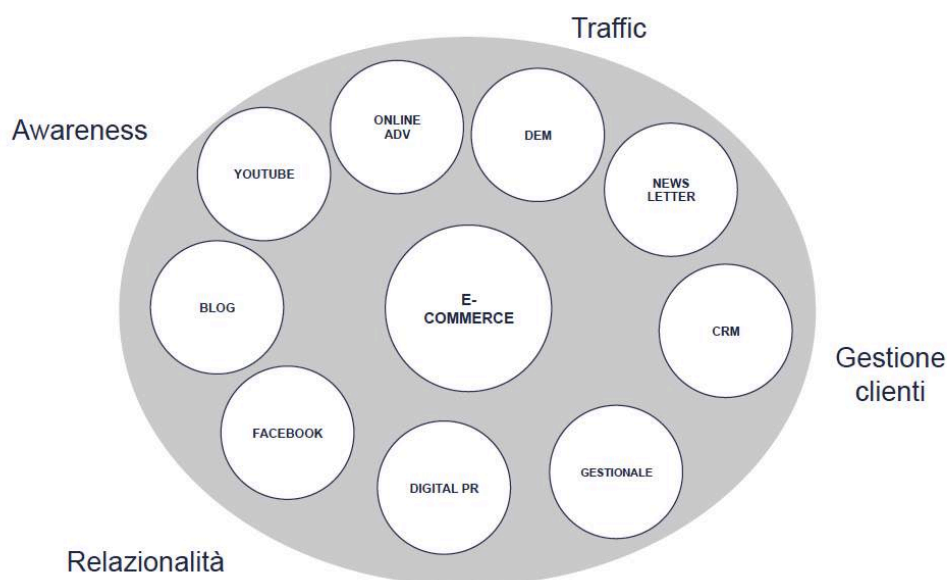 Traffic
Awareness
ONLINE
ADV
DEM
YOUTUBE
NEWS
LETTER
BLOG
E-
COMMERCE
CRM
Gestione
clienti
FACEBOOK
DIGITAL PR
GESTIONALE
Relazionalità